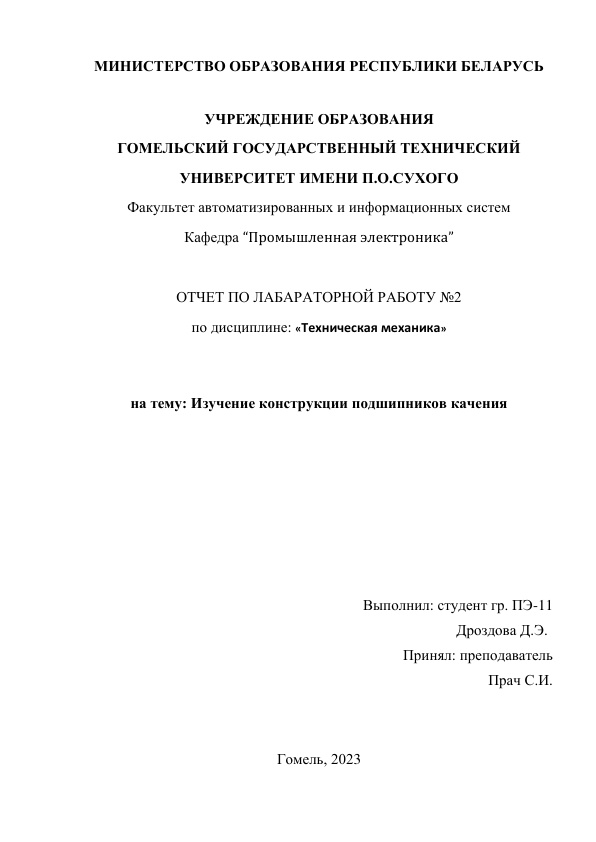 МИНИСТЕРСТВО ОБРАЗОВАНИЯ РЕСПУБЛИКИ БЕЛАРУСЬ
УЧРЕЖДЕНИЕ ОБРАЗОВАНИЯ
ГОМЕЛЬСКИЙ ГОСУДАРСТВЕННЫЙ ТЕХНИЧЕСКИЙ
УНИВЕРСИТЕТ ИМЕНИ П.О.СУХОГО
Факультет автоматизированных и информационных систем
Кафедра “Промышленная электроника”
ОТЧЕТ ПО ЛАБАРАТОРНОЙ РАБОТУ №2
по дисциплине: «Техническая механика»
на тему: Изучение конструкции подшипников качения
Выполнил: студент гр. ПЭ-11
Дроздова Д.Э.
Принял: преподаватель
Прач С.И.
Гомель, 2023